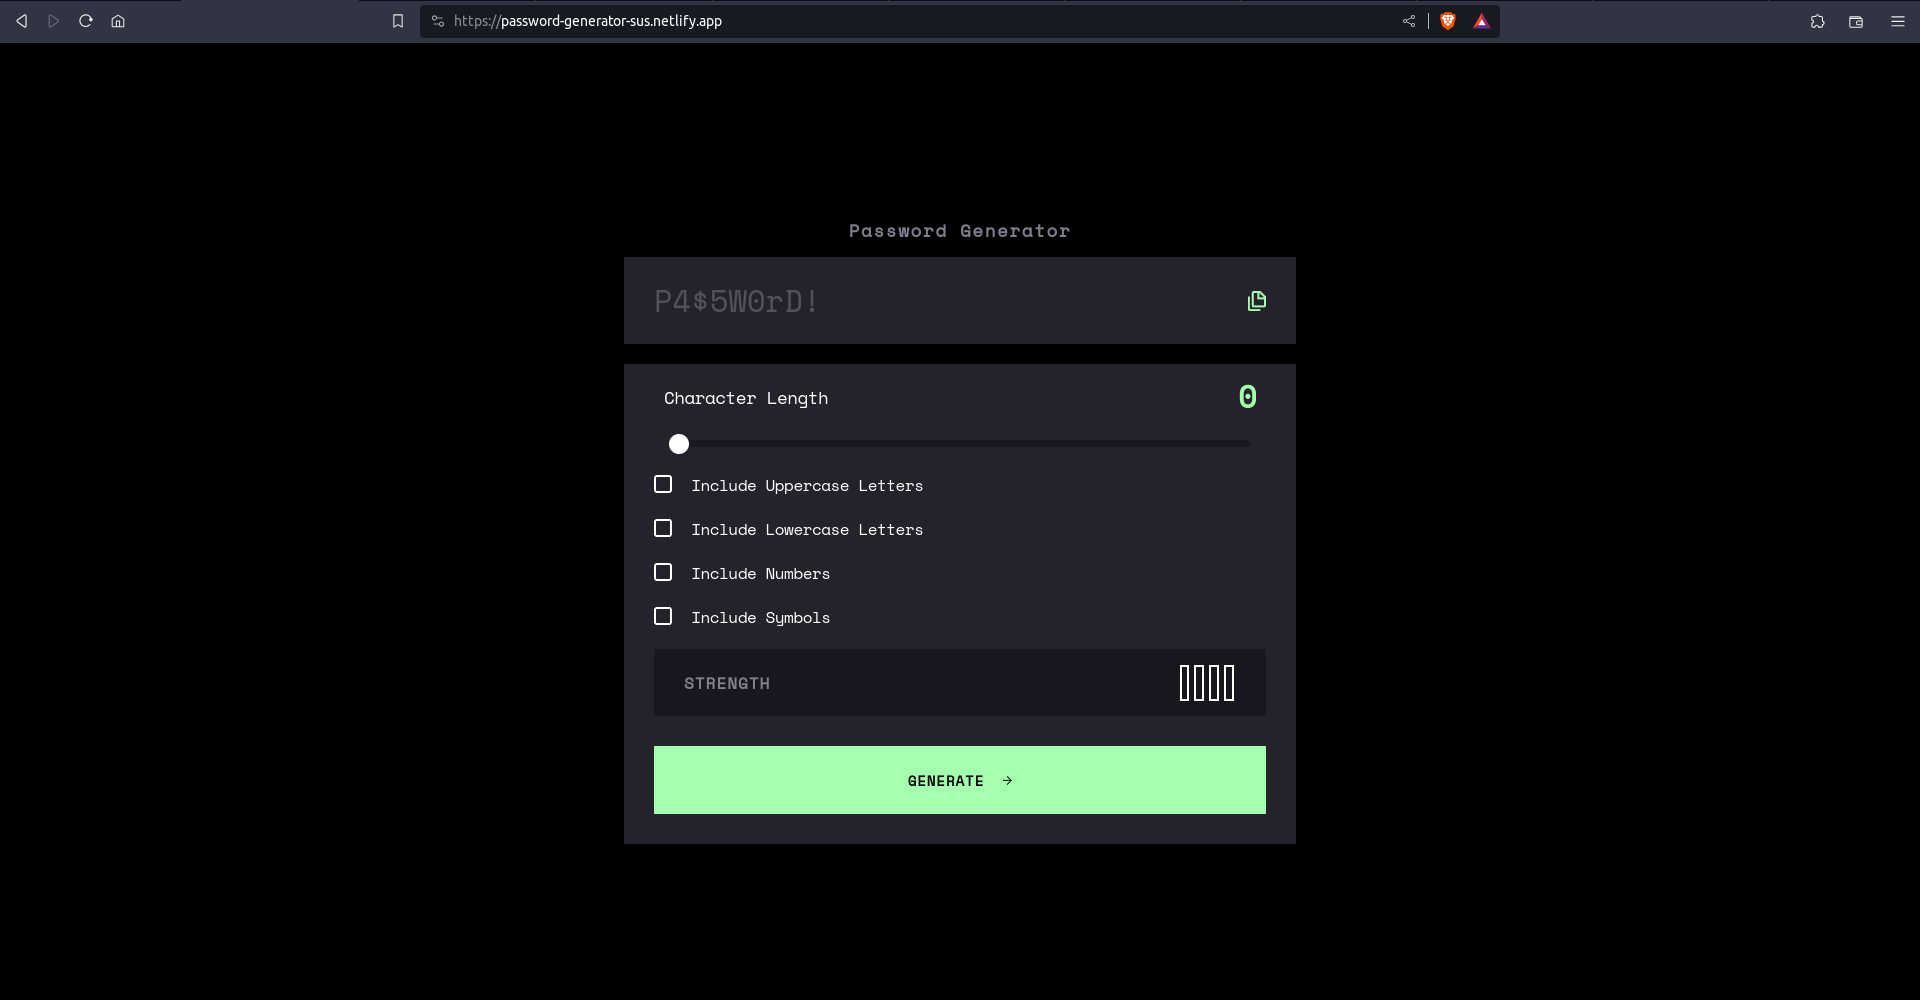 https://password-generator-sus.netlify.app
Password Generator
P4$5W0rD!
Character Length 0
Include Uppercase Letters
Include Lowercase Letters
Include Numbers
Include Symbols
STRENGTH
GENERATE →